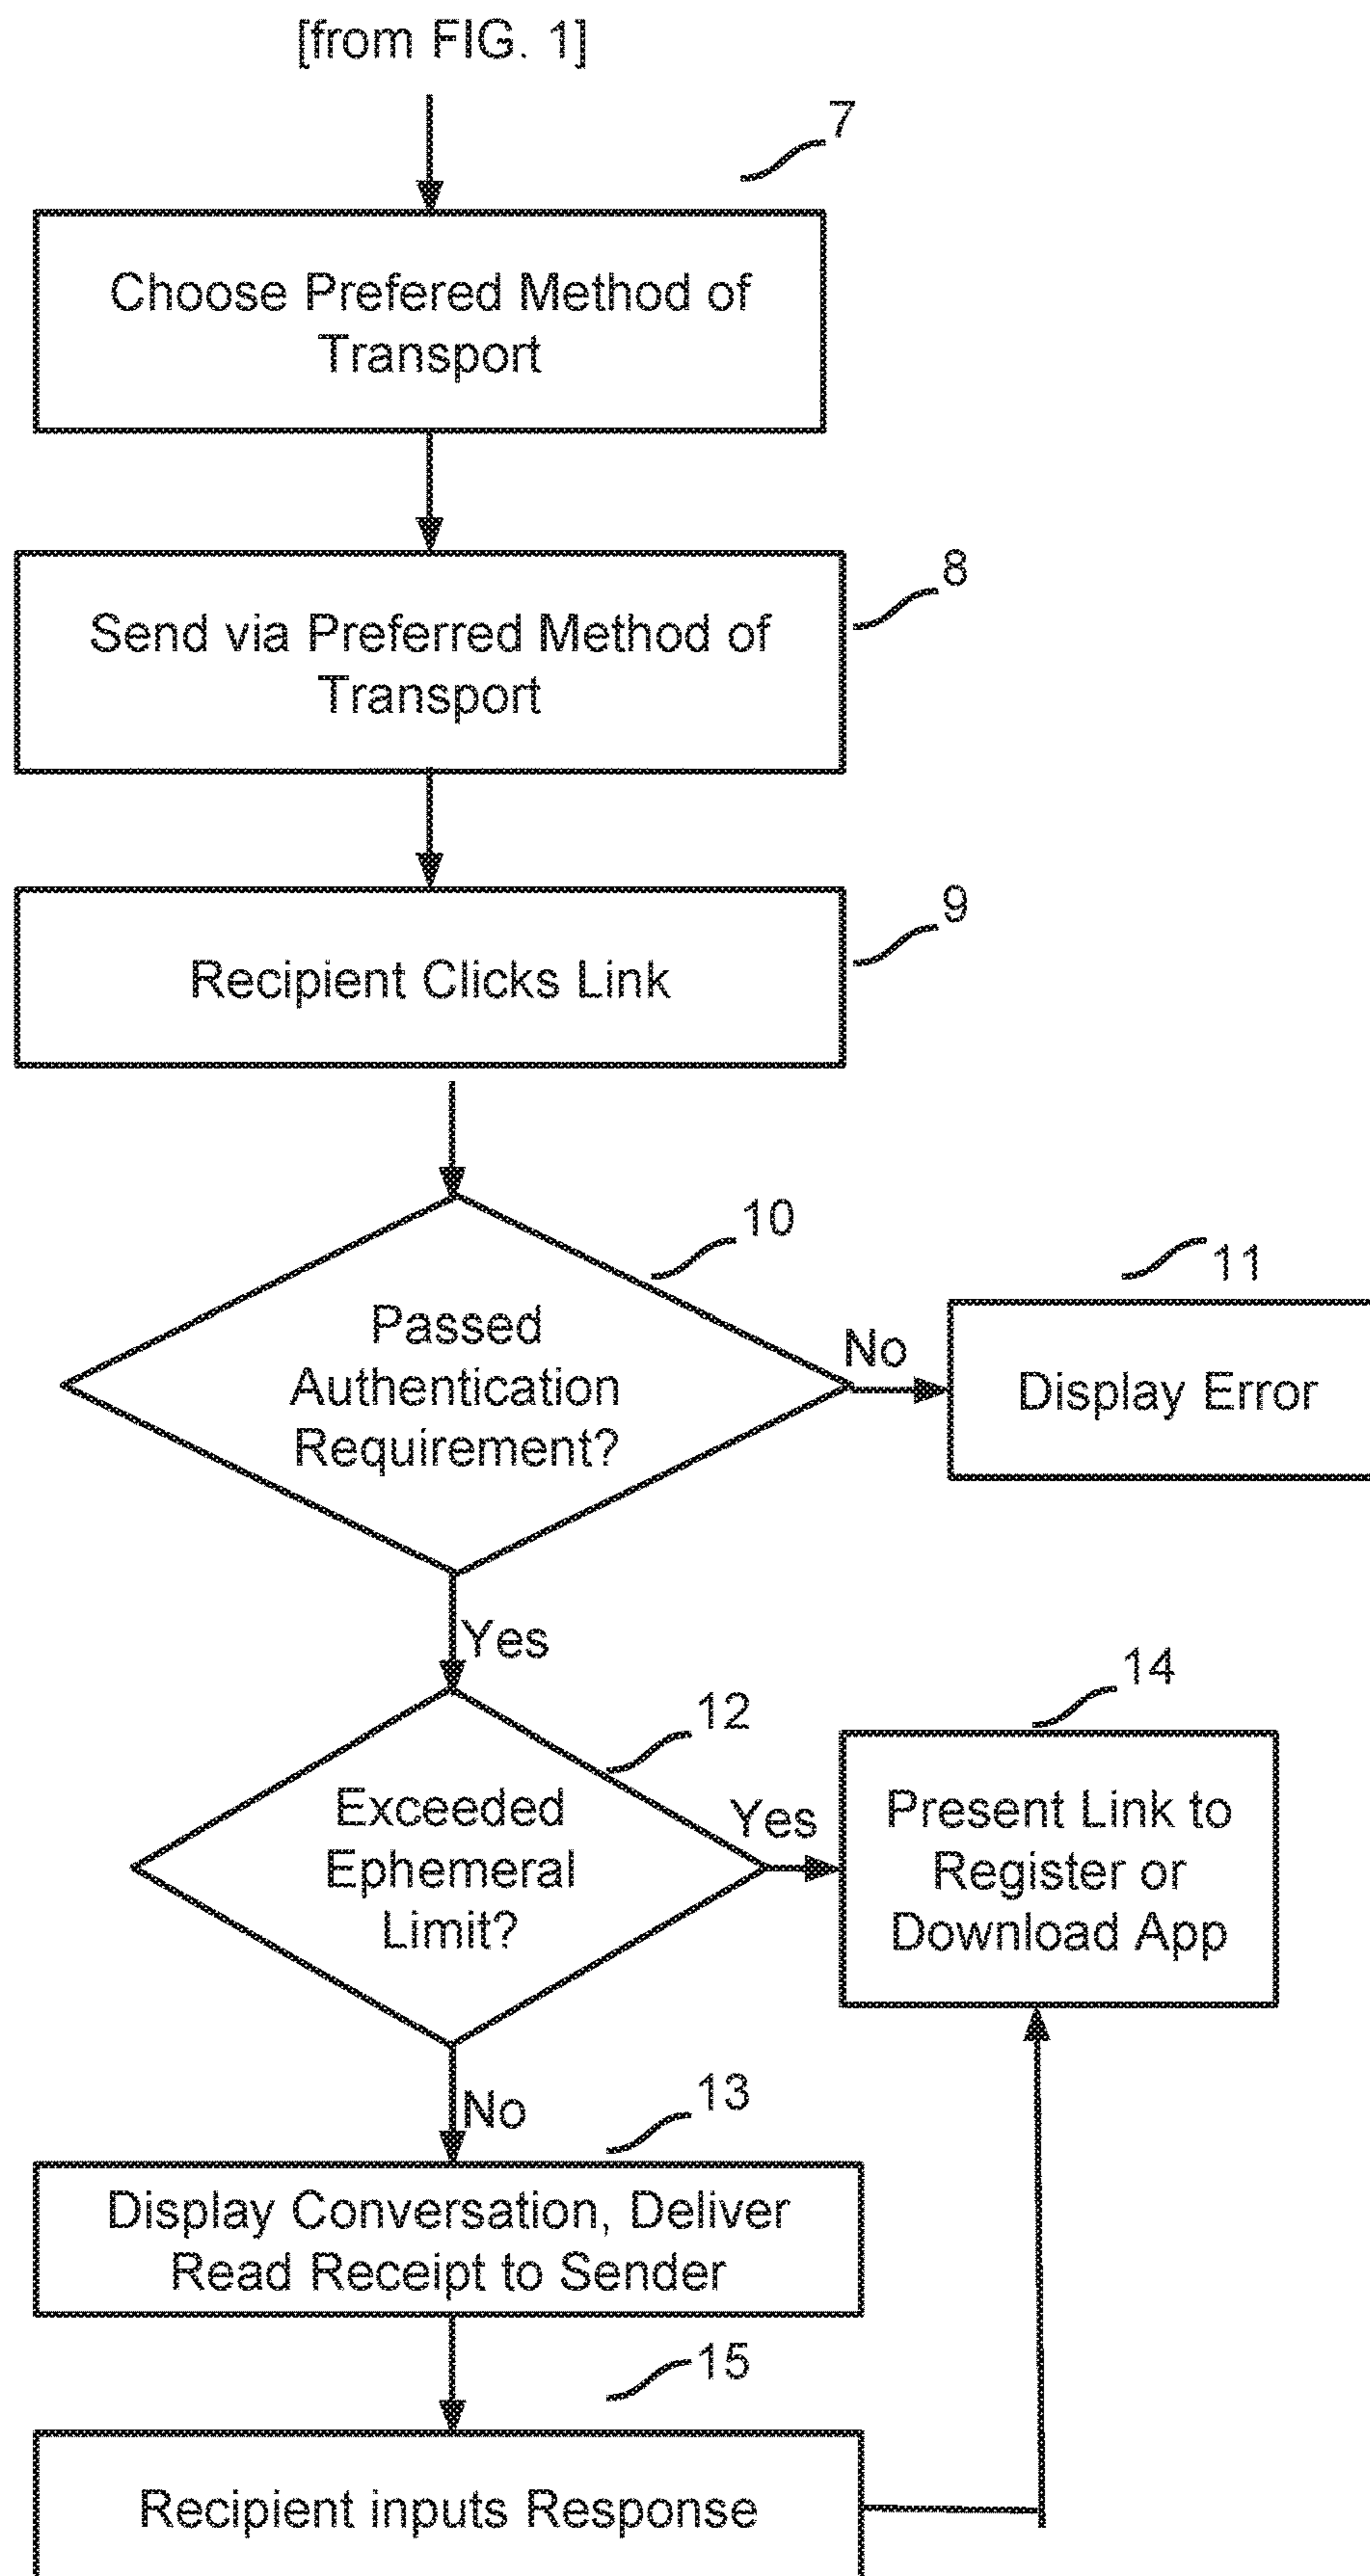 [from FIG. 1]
7
Choose Prefered Method of
Transport
8
Send via Preferred Method of
Transport
9
Recipient Clicks Link
10
Passed
Authentication
Requirement?
No
11
Display Error
Yes
12
Exceeded
Ephemeral
Limit?
Yes
14
Present Link to
Register or
Download App
No
13
Display Conversation, Deliver
Read Receipt to Sender
15
Recipient inputs Response